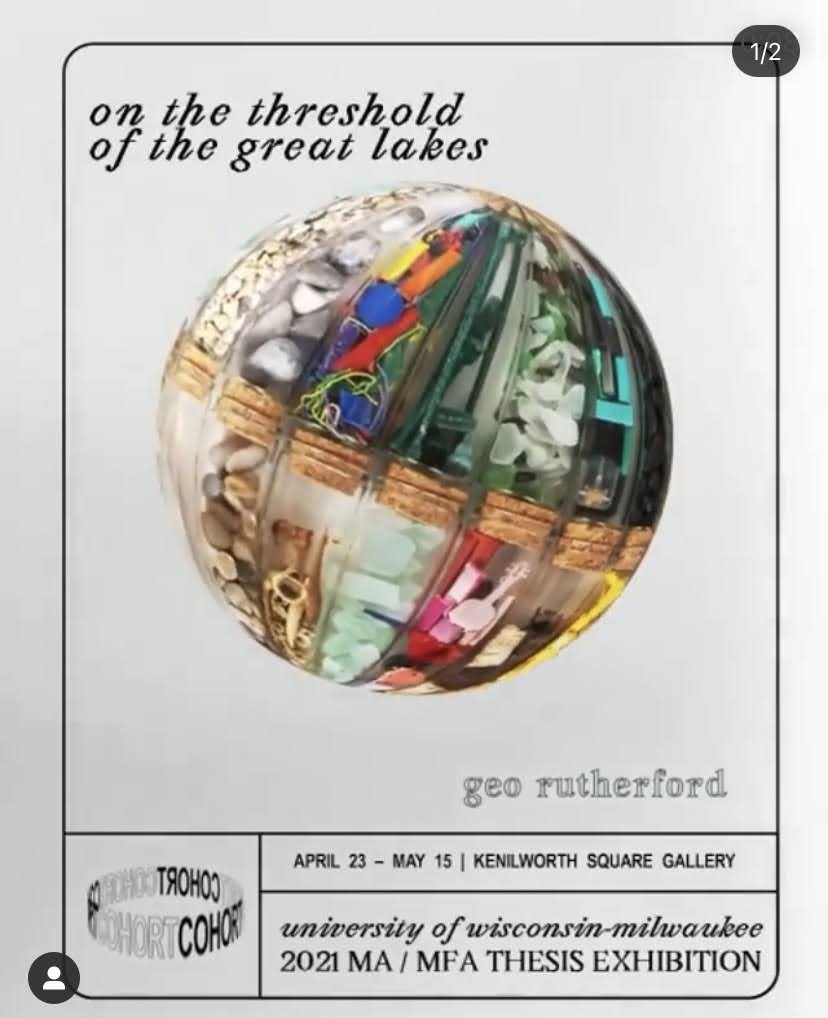 1/2
on the threshold
of the great lakes
geo rutherford
COHORT
COHORTCOHORT
APRIL 23 – MAY 15 | KENILWORTH SQUARE GALLERY
university of wisconsin-milwaukee
2021 MA / MFA THESIS EXHIBITION